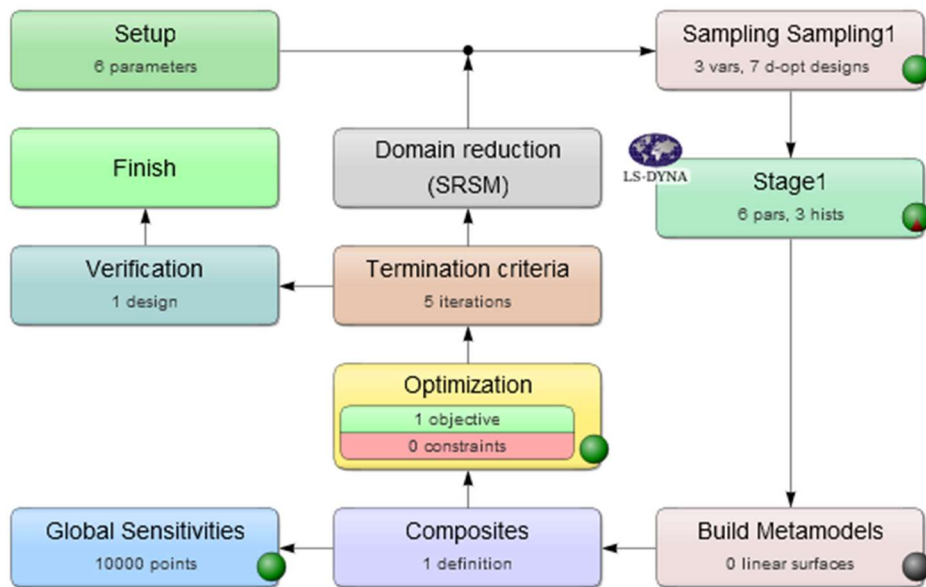 Setup
6 parameters
Sampling Sampling1
3 vars, 7 d-opt designs
Finish
Domain reduction
(SRSM)
LS-DYNA
Stage1
6 pars, 3 hists
Verification
1 design
Termination criteria
5 iterations
Optimization
1 objective
0 constraints
Global Sensitivities
10000 points
Composites
1 definition
Build Metamodels
0 linear surfaces